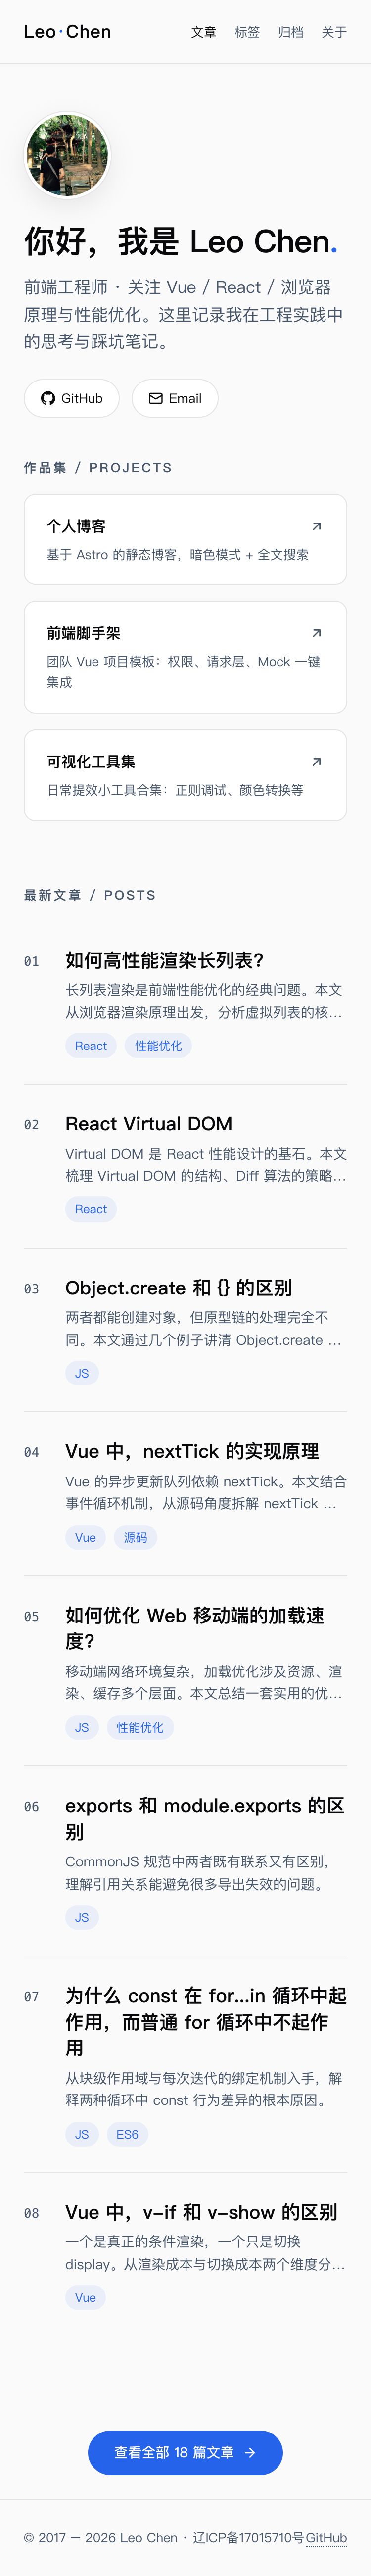 Leo·Chen 文章 标签 归档 关于
你好，我是 Leo Chen.
前端工程师 · 关注 Vue / React / 浏览器
原理与性能优化。这里记录我在工程实践中
的思考与踩坑笔记。
GitHub Email
作品集 / PROJECTS
个人博客
基于 Astro 的静态博客，暗色模式 + 全文搜索
前端脚手架
团队 Vue 项目模板：权限、请求层、Mock 一键
集成
可视化工具集
日常提效小工具合集：正则调试、颜色转换等
最新文章 / POSTS
01 如何高性能渲染长列表？
长列表渲染是前端性能优化的经典问题。本文
从浏览器渲染原理出发，分析虚拟列表的核…
React 性能优化
02 React Virtual DOM
Virtual DOM 是 React 性能设计的基石。本文
梳理 Virtual DOM 的结构、Diff 算法的策略…
React
03 Object.create 和 {} 的区别
两者都能创建对象，但原型链的处理完全不
同。本文通过几个例子讲清 Object.create …
JS
04 Vue 中，nextTick 的实现原理
Vue 的异步更新队列依赖 nextTick。本文结合
事件循环机制，从源码角度拆解 nextTick …
Vue 源码
05 如何优化 Web 移动端的加载速
度？
移动端网络环境复杂，加载优化涉及资源、渲
染、缓存多个层面。本文总结一套实用的优…
JS 性能优化
06 exports 和 module.exports 的区
别
CommonJS 规范中两者既有联系又有区别，
理解引用关系能避免很多导出失效的问题。
JS
07 为什么 const 在 for...in 循环中起
作用，而普通 for 循环中不起作
用
从块级作用域与每次迭代的绑定机制入手，解
释两种循环中 const 行为差异的根本原因。
JS ES6
08 Vue 中，v-if 和 v-show 的区别
一个是真正的条件渲染，一个只是切换
display。从渲染成本与切换成本两个维度分…
Vue
查看全部 18 篇文章 →
© 2017 — 2026 Leo Chen · 辽ICP备17015710号 GitHub